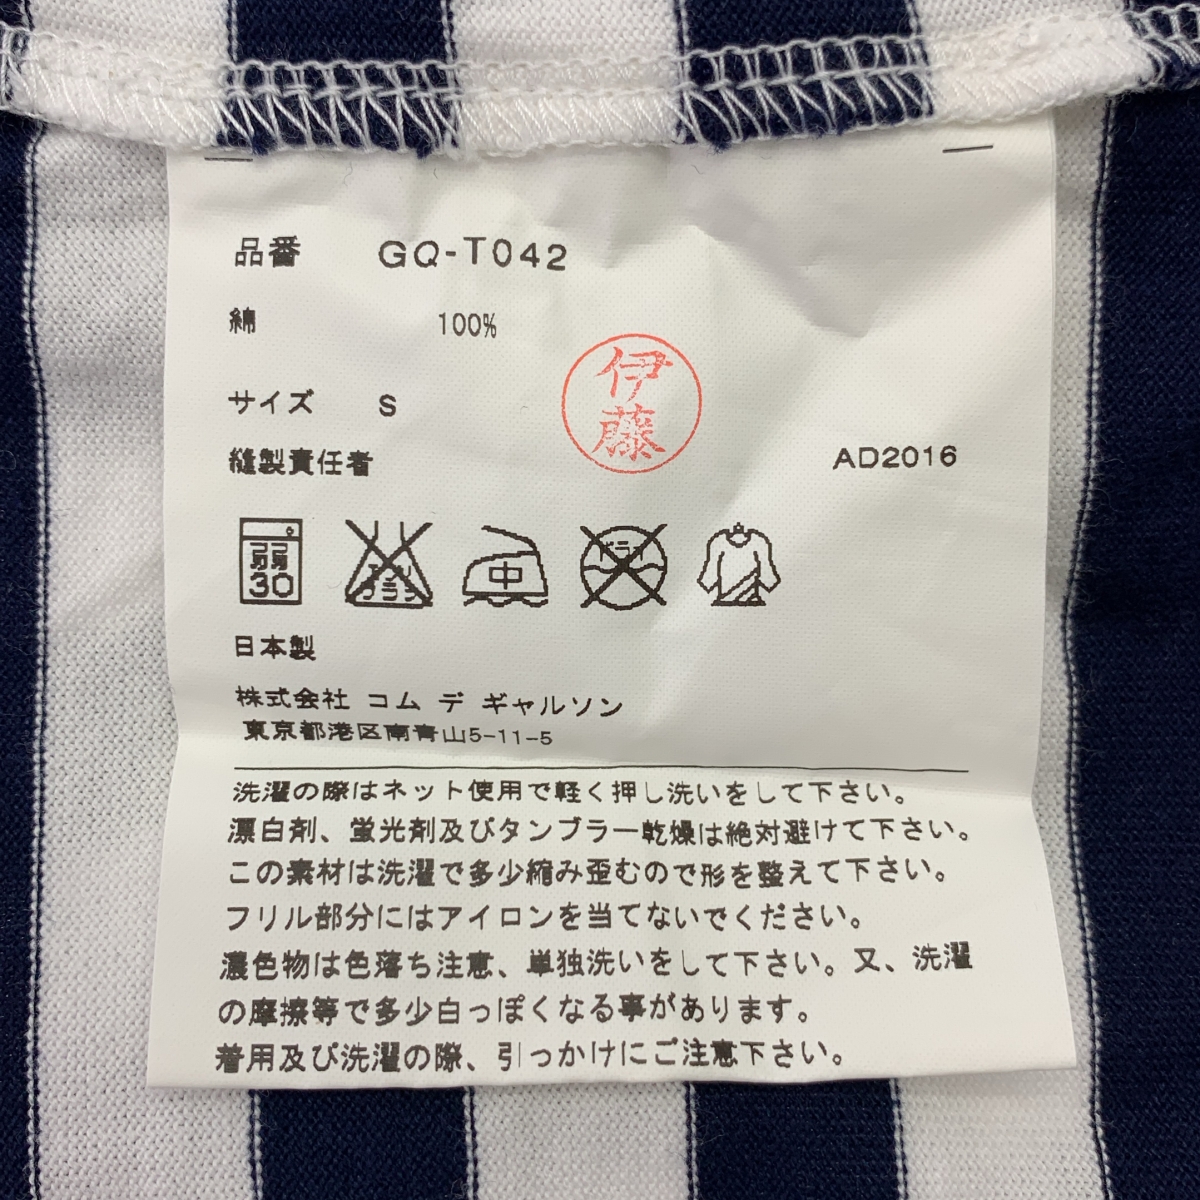 品番 GQ-T042
綿 100%
サイズ S
伊藤
縫製責任者 AD2016
弱 30
エンソ サラシ
中
ドライ
日本製
株式会社 コム デ ギャルソン
東京都港区南青山5-11-5
洗濯の際はネット使用で軽く押し洗いをして下さい。
漂白剤、蛍光剤及びタンブラー乾燥は絶対避けて下さい。
この素材は洗濯で多少縮み歪むので形を整えて下さい。
フリル部分にはアイロンを当てないでください。
濃色物は色落ち注意、単独洗いをして下さい。又、洗濯
の摩擦等で多少白っぽくなる事があります。
着用及び洗濯の際、引っかけにご注意下さい。